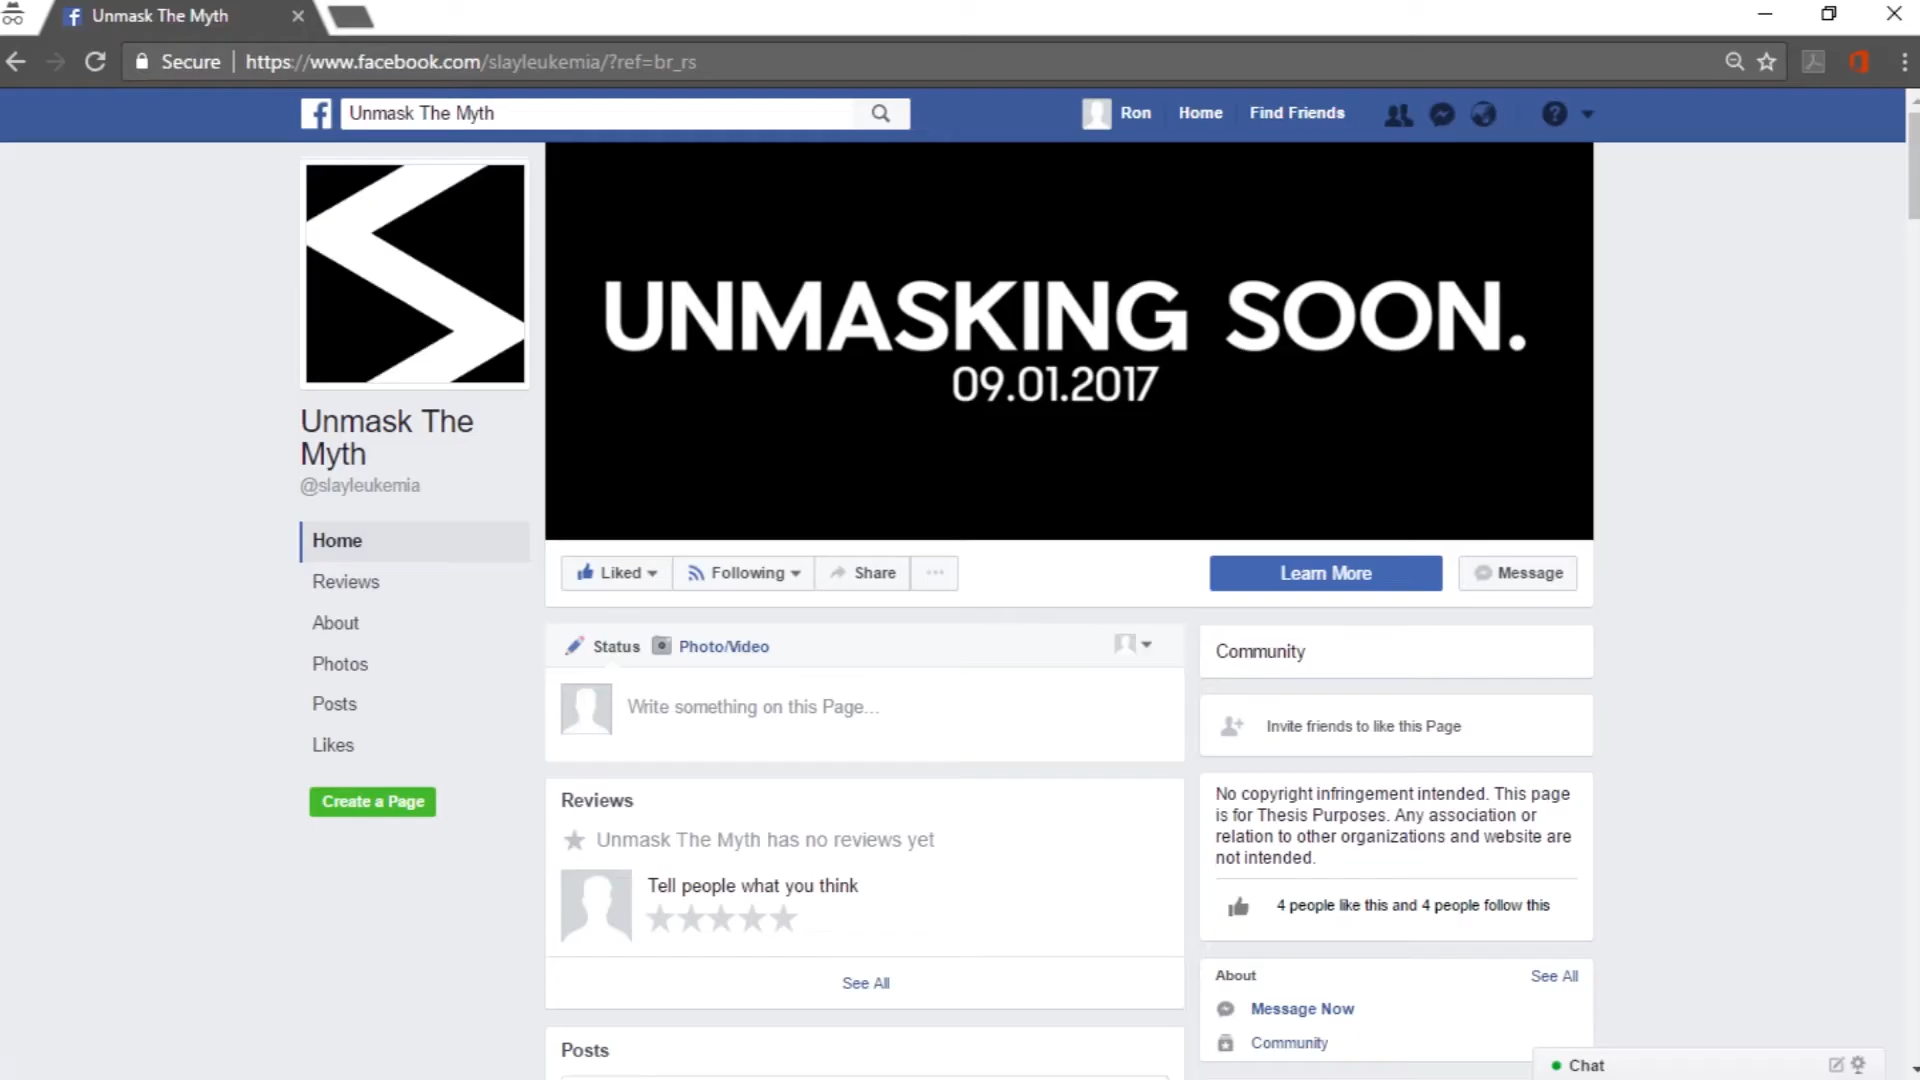 Unmask The Myth
Secure
https://www.facebook.com/slayleukemia/?ref=br_rs
Unmask The Myth
Ron
Home
Find Friends
UNMASKING SOON.
09.01.2017
Unmask The
Myth
@slayleukemia
Home
Reviews
About
Photos
Posts
Likes
Create a Page
Liked
Following
Share
Learn More
Message
Status
Photo/Video
Write something on this Page...
Reviews
Unmask The Myth has no reviews yet
Tell people what you think
See All
Posts
Community
Invite friends to like this Page
No copyright infringement intended. This page
is for Thesis Purposes. Any association or
relation to other organizations and website are
not intended.
4 people like this and 4 people follow this
About
See All
Message Now
Community
Chat